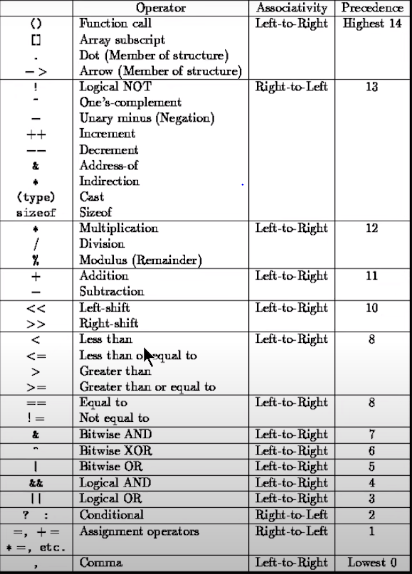 Operator Associativity Precedence
() Function call Left-to-Right Highest 14
[] Array subscript
. Dot (Member of structure)
-> Arrow (Member of structure)
! Logical NOT Right-to-Left 13
~ One's-complement
- Unary minus (Negation)
++ Increment
-- Decrement
& Address-of
* Indirection
(type) Cast
sizeof Sizeof
* Multiplication Left-to-Right 12
/ Division
% Modulus (Remainder)
+ Addition Left-to-Right 11
- Subtraction
<< Left-shift Left-to-Right 10
>> Right-shift
< Less than Left-to-Right 8
<= Less than or equal to
> Greater than
>= Greater than or equal to
== Equal to Left-to-Right 8
!= Not equal to
& Bitwise AND Left-to-Right 7
^ Bitwise XOR Left-to-Right 6
| Bitwise OR Left-to-Right 5
&& Logical AND Left-to-Right 4
|| Logical OR Left-to-Right 3
? : Conditional Right-to-Left 2
=, += Assignment operators Right-to-Left 1
*=, etc.
, Comma Left-to-Right Lowest 0